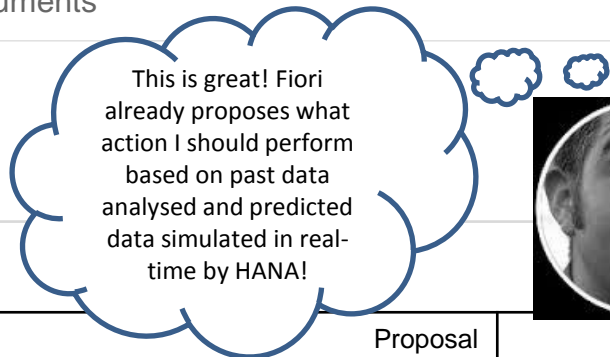 This is great! Fiori
already proposes what
action I should perform
based on past data
analysed and predicted
data simulated in real-
time by HANA!
Proposal